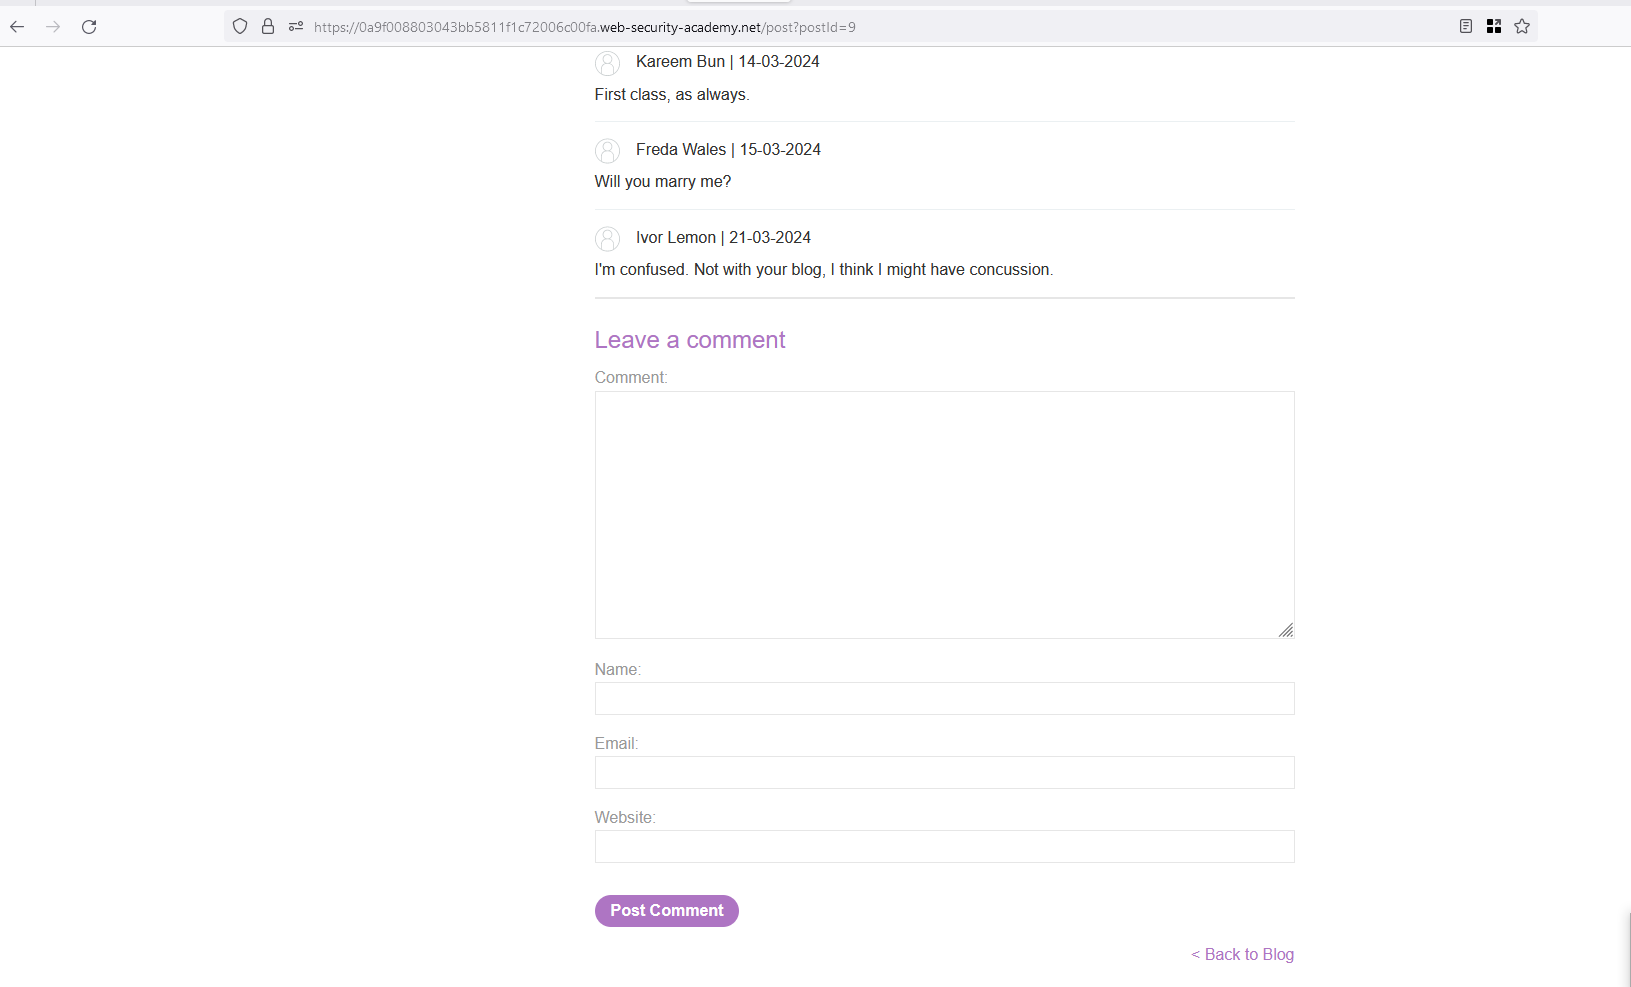 https://0a9f008803043bb5811f1c72006c00fa.web-security-academy.net/post?postId=9
Kareem Bun | 14-03-2024
First class, as always.
Freda Wales | 15-03-2024
Will you marry me?
Ivor Lemon | 21-03-2024
I'm confused. Not with your blog, I think I might have concussion.
Leave a comment
Comment:
Name:
Email:
Website:
Post Comment
< Back to Blog